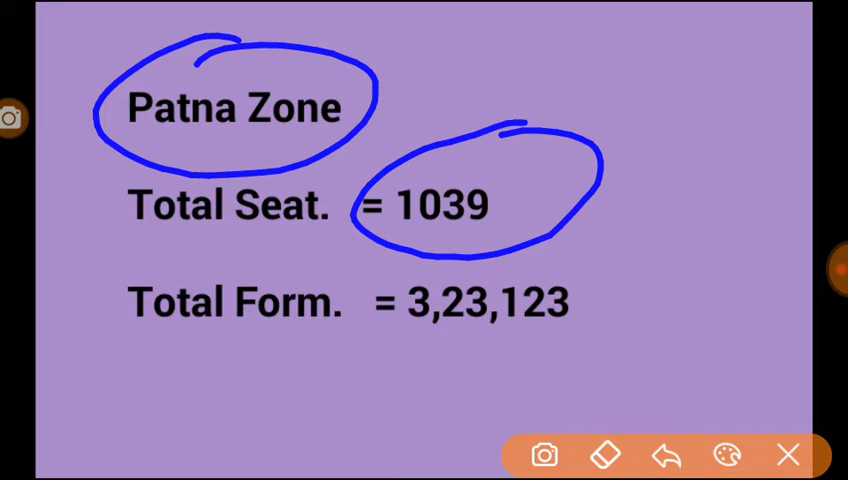 Patna Zone
Total Seat. = 1039
Total Form. = 3,23,123